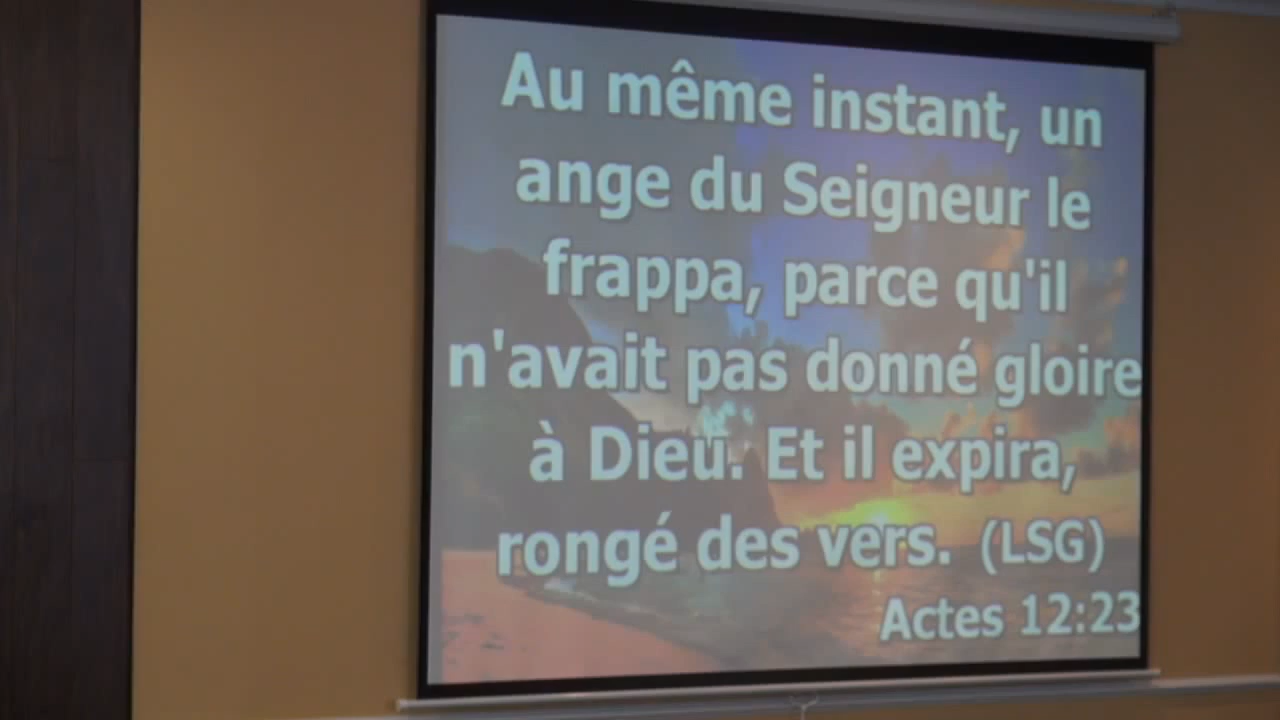 Au même instant, un
ange du Seigneur le
frappa, parce qu'il
n'avait pas donné gloire
à Dieu. Et il expira,
rongé des vers. (LSG)
Actes 12:23